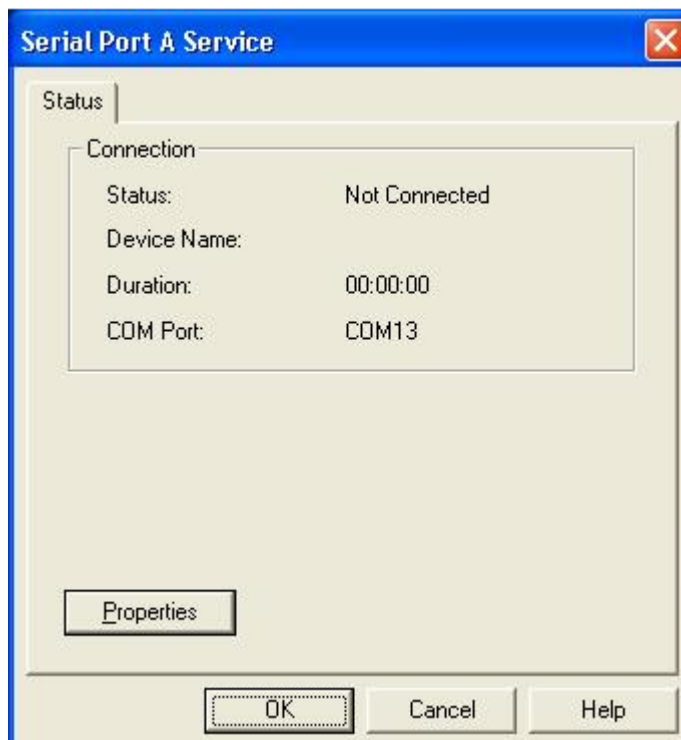 Serial Port A Service
Status
Connection
Status: Not Connected
Device Name:
Duration: 00:00:00
COM Port: COM13
Properties
OK Cancel Help